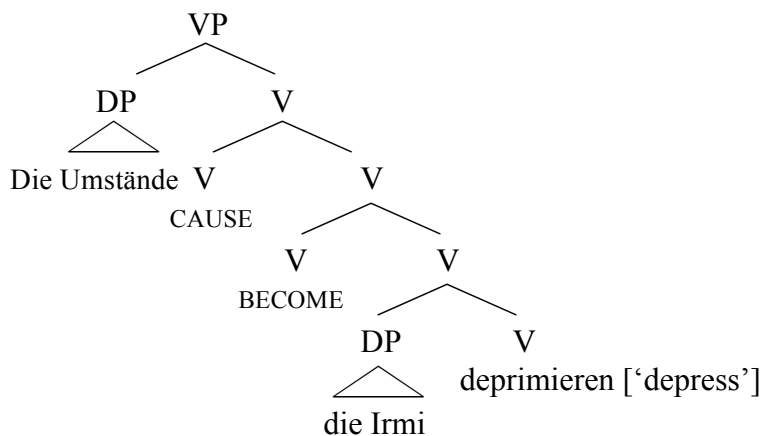 VP
DP V
Die Umstände V V
CAUSE
V V
BECOME
DP V
deprimieren [‘depress’]
die Irmi